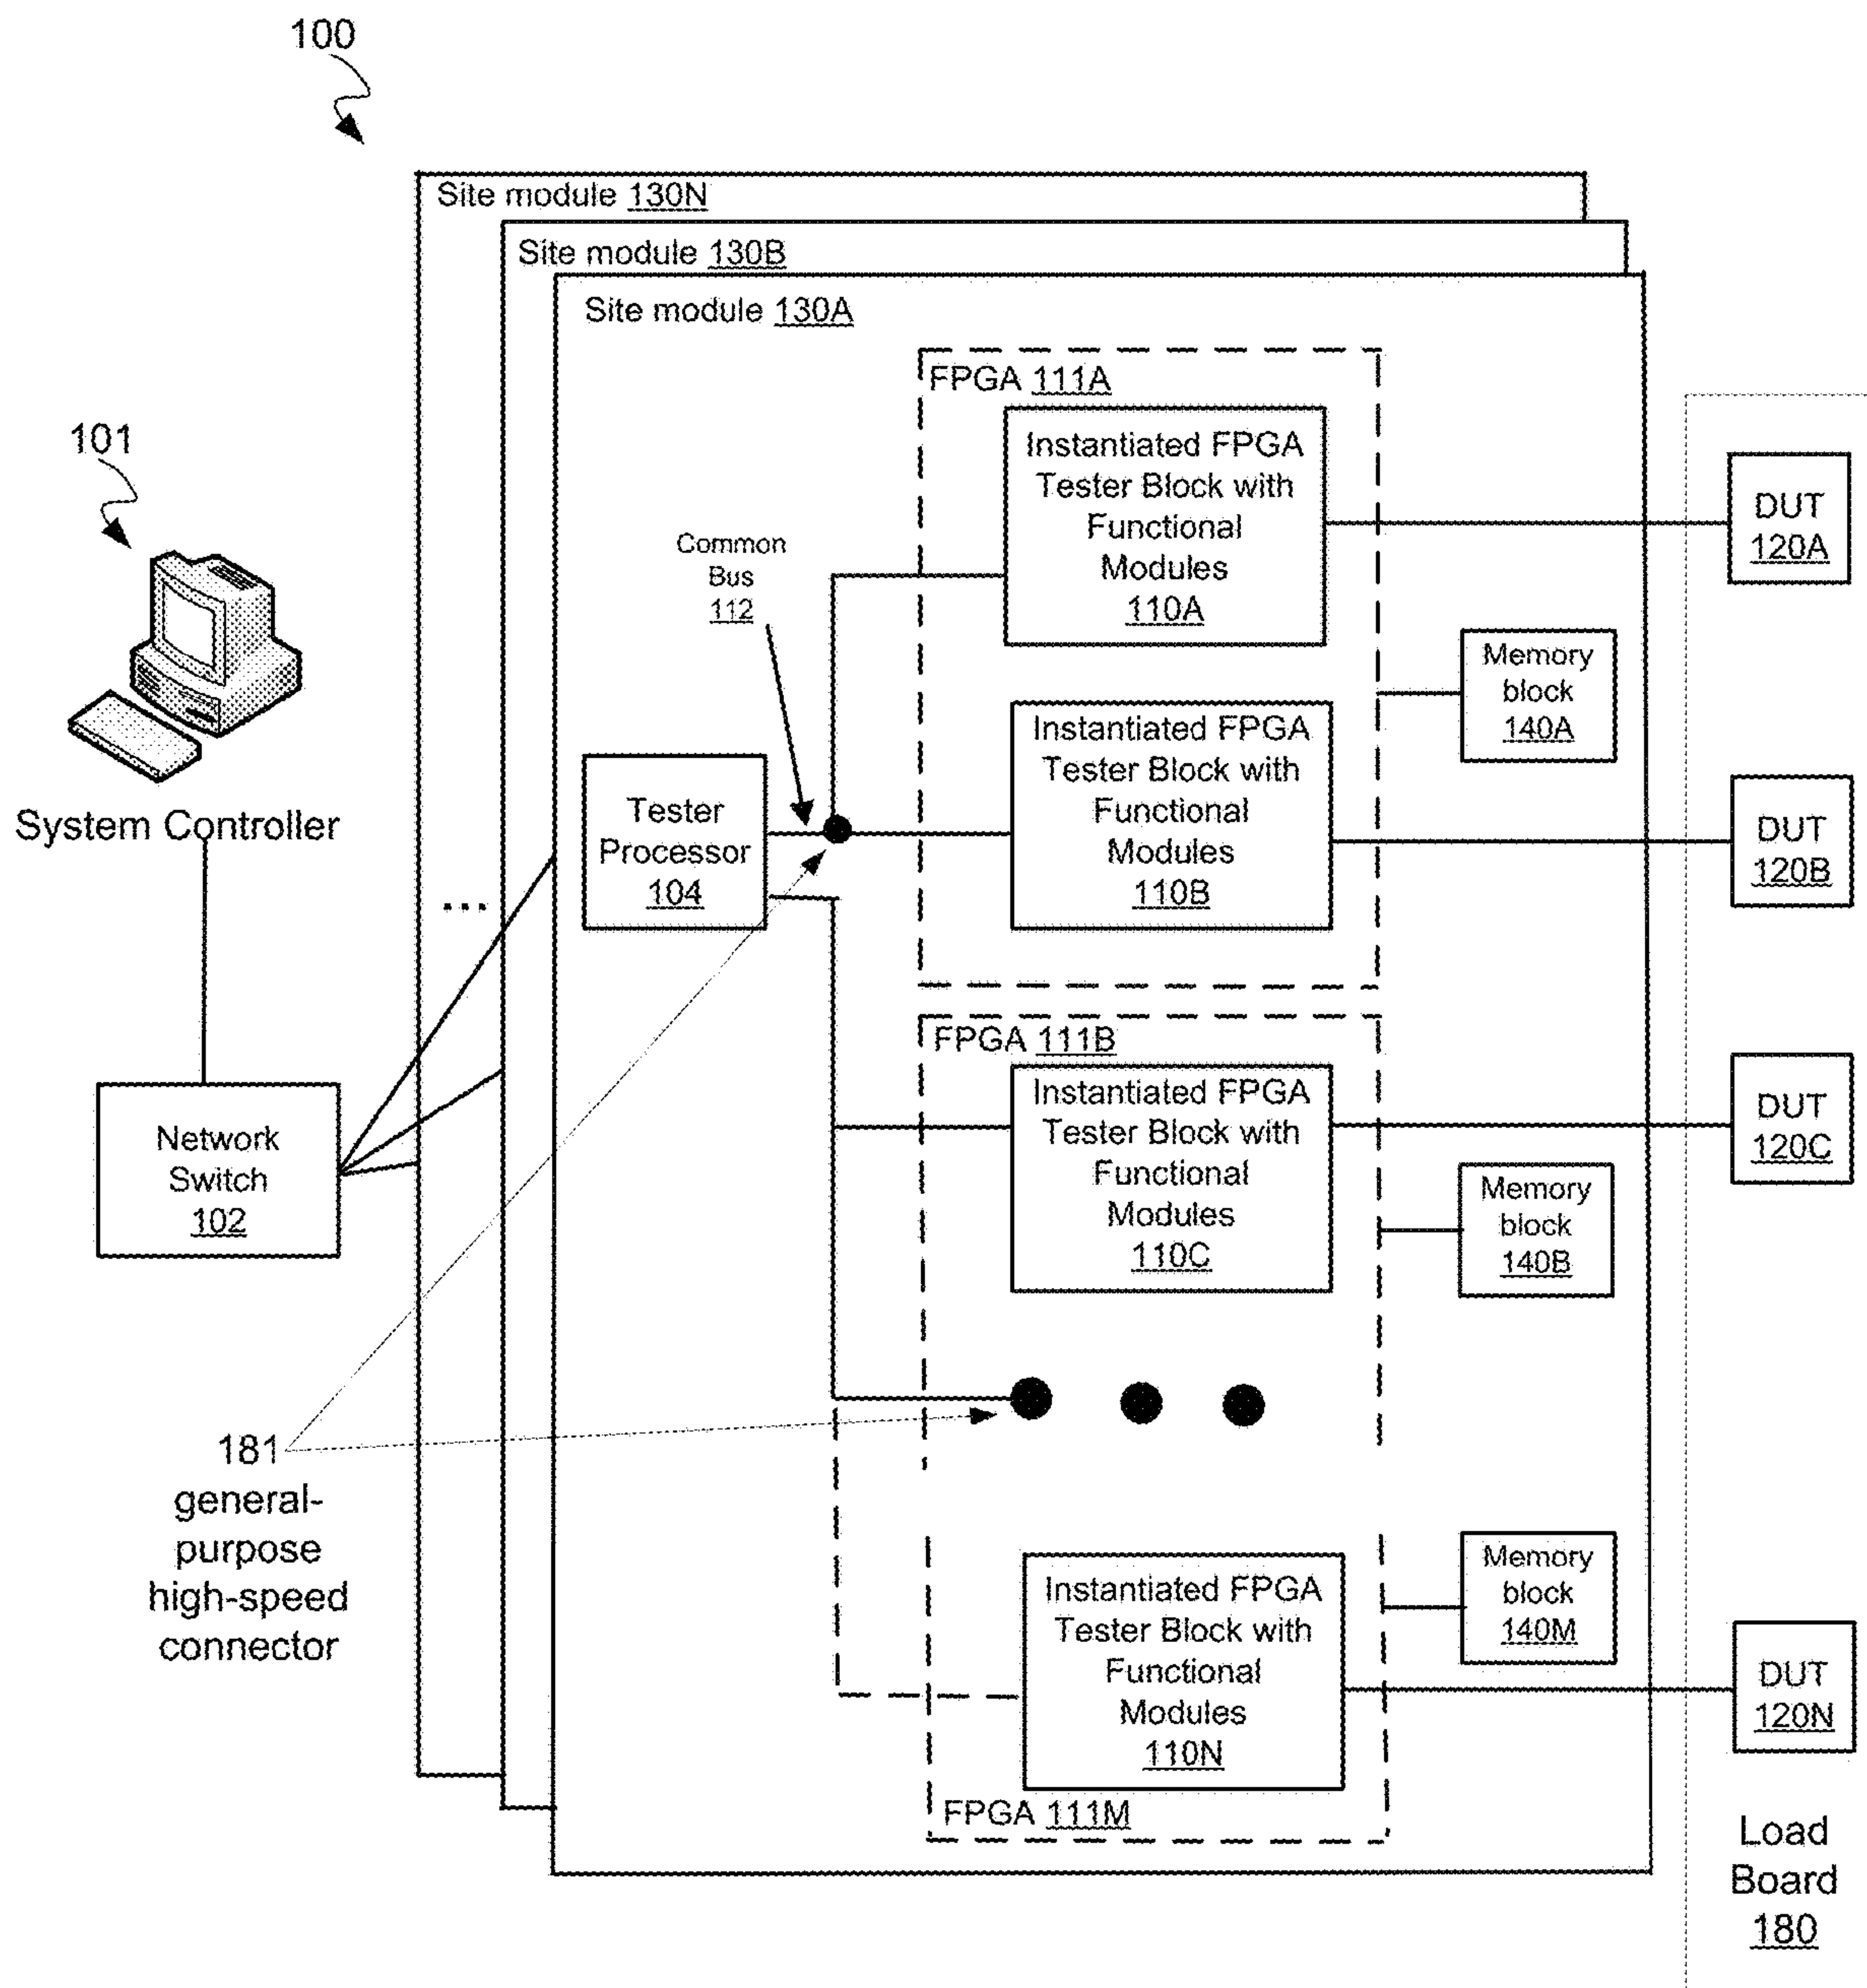 100
Site module 130N
Site module 130B
Site module 130A
101
System Controller
Network
Switch
102
...
Tester
Processor
104
Common
Bus
112
FPGA 111A
Instantiated FPGA
Tester Block with
Functional
Modules
110A
Instantiated FPGA
Tester Block with
Functional
Modules
110B
Memory
block
140A
DUT
120A
DUT
120B
FPGA 111B
Instantiated FPGA
Tester Block with
Functional
Modules
110C
Memory
block
140B
DUT
120C
181
general-
purpose
high-speed
connector
Instantiated FPGA
Tester Block with
Functional
Modules
110N
FPGA 111M
Memory
block
140M
DUT
120N
Load
Board
180